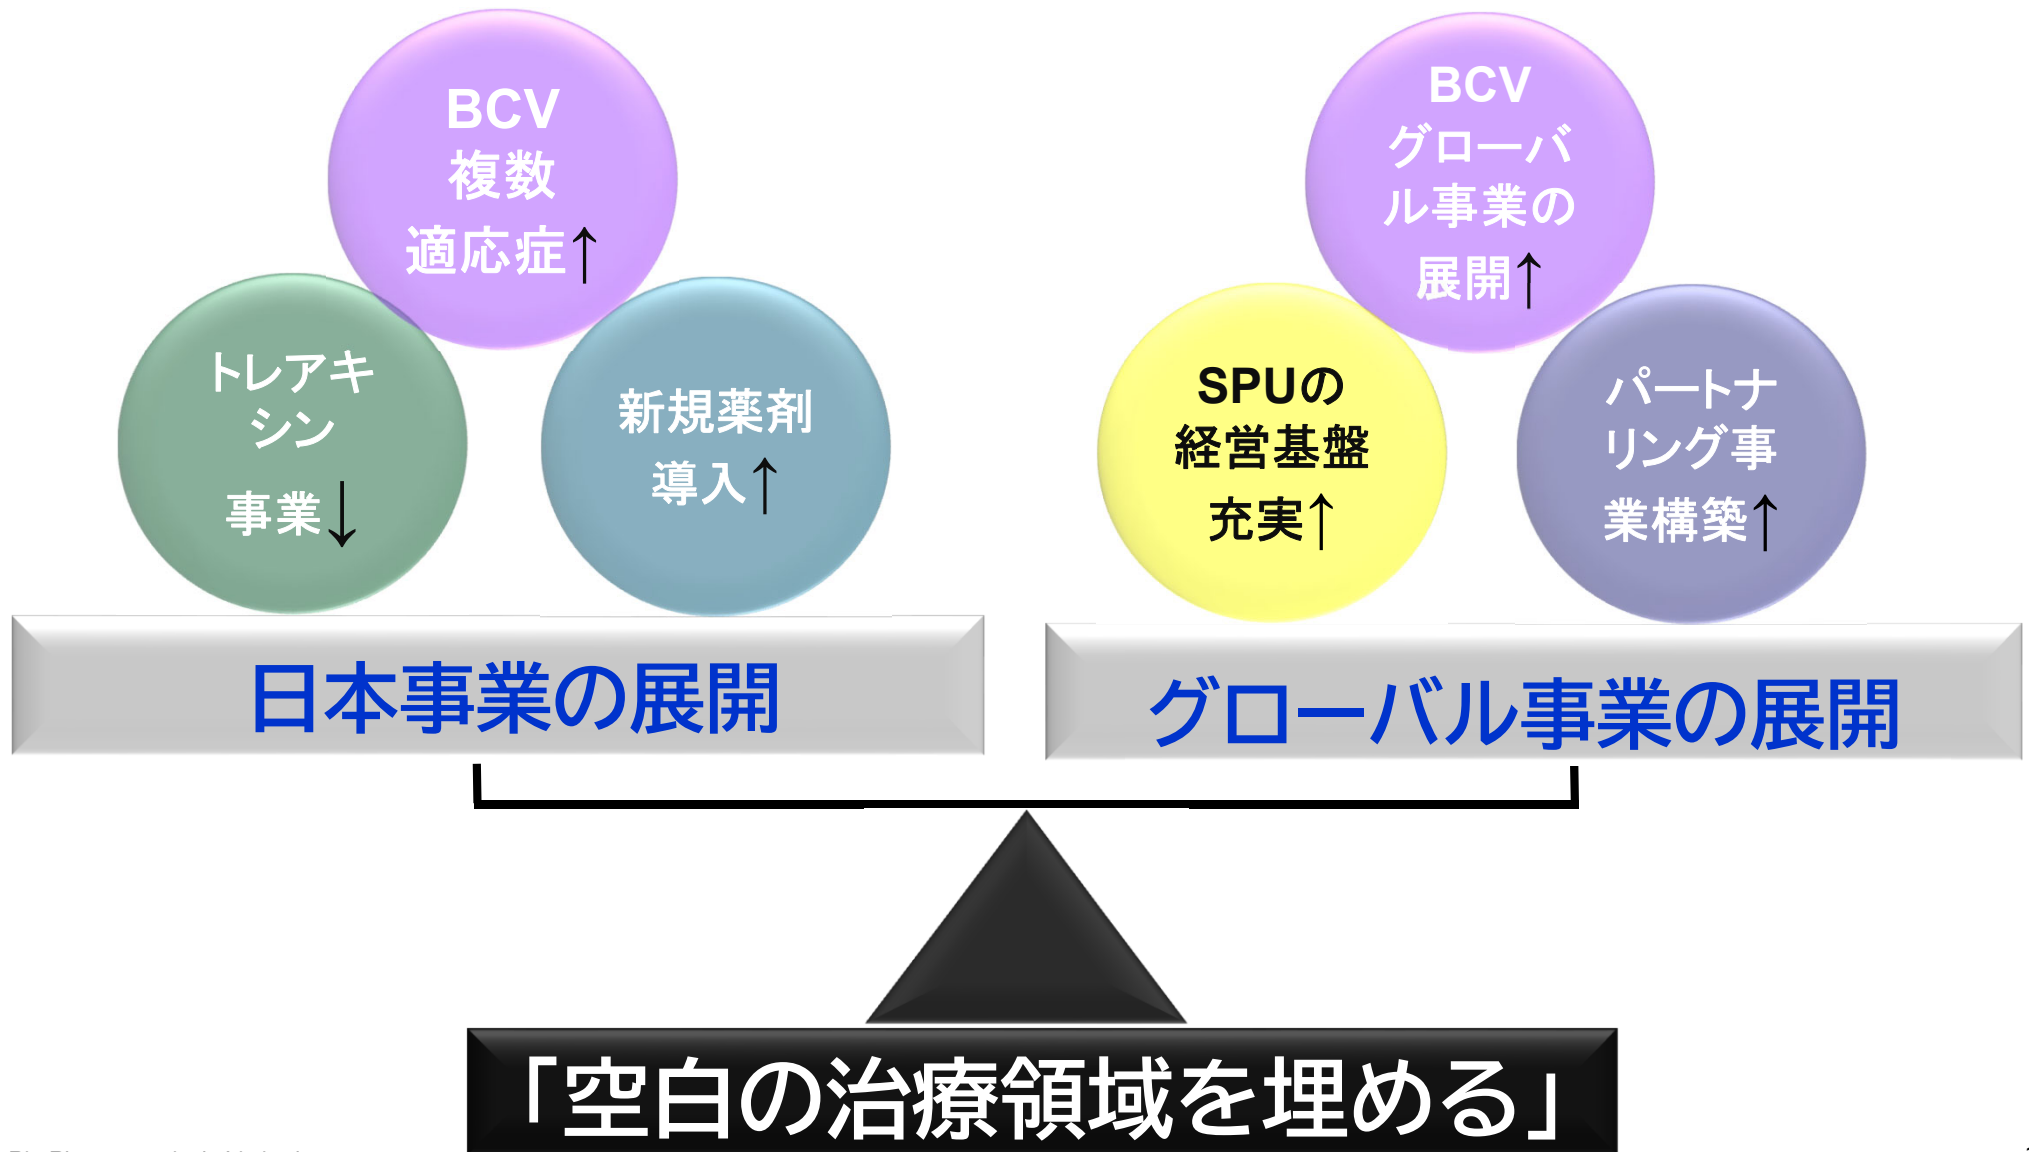 BCV
複数
適応症↑
トレアキ
シン
事業↓
新規薬剤
導入↑
日本事業の展開
BCV
グローバ
ル事業の
展開↑
SPUの
経営基盤
充実↑
パートナ
リング事
業構築↑
グローバル事業の展開
「空白の治療領域を埋める」